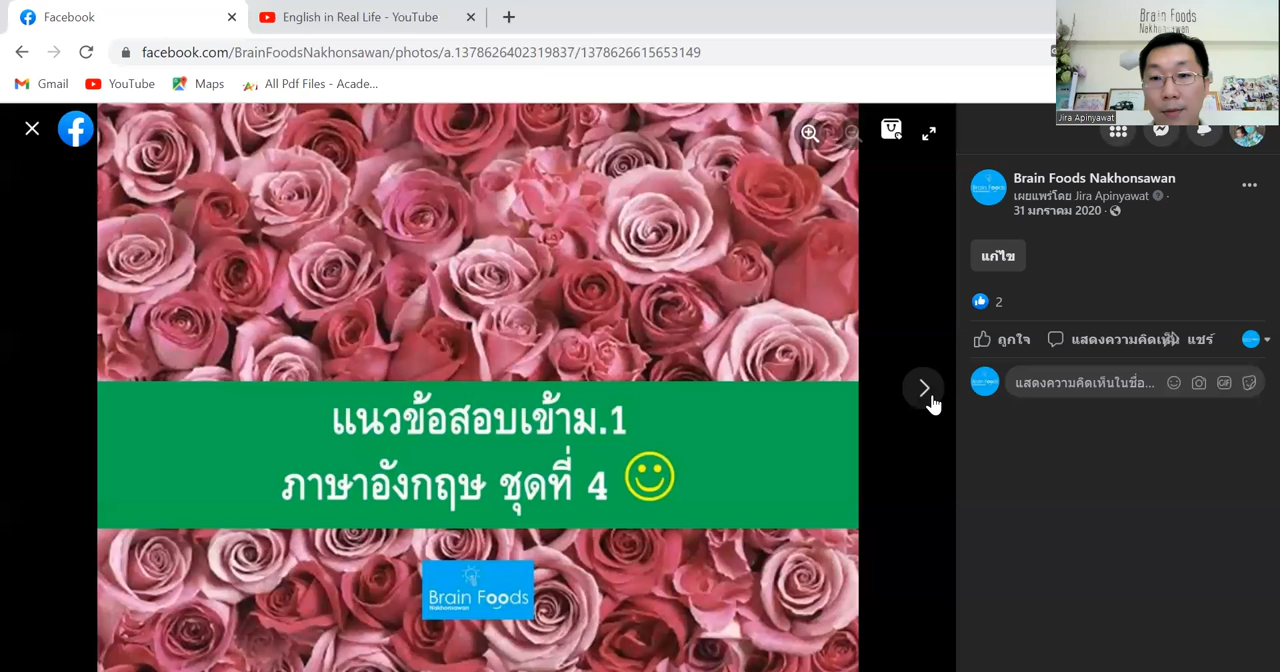 Facebook
English in Real Life - YouTube
facebook.com/BrainFoodsNakhonsawan/photos/a.1378626402319837/1378626615653149
Gmail
YouTube
Maps
All Pdf Files - Acade...
Brain Foods
Nakhonsawan
Jira Apinyawat
Brain Foods Nakhonsawan
เผยแพร่โดย Jira Apinyawat
31 มกราคม 2020
แก้ไข
2
ถูกใจ
แสดงความคิดเห็น
แชร์
แสดงความคิดเห็นในชื่อ...
GIF
แนวข้อสอบเข้าม.1
ภาษาอังกฤษ ชุดที่ 4
Brain Foods
Nakhonsawan